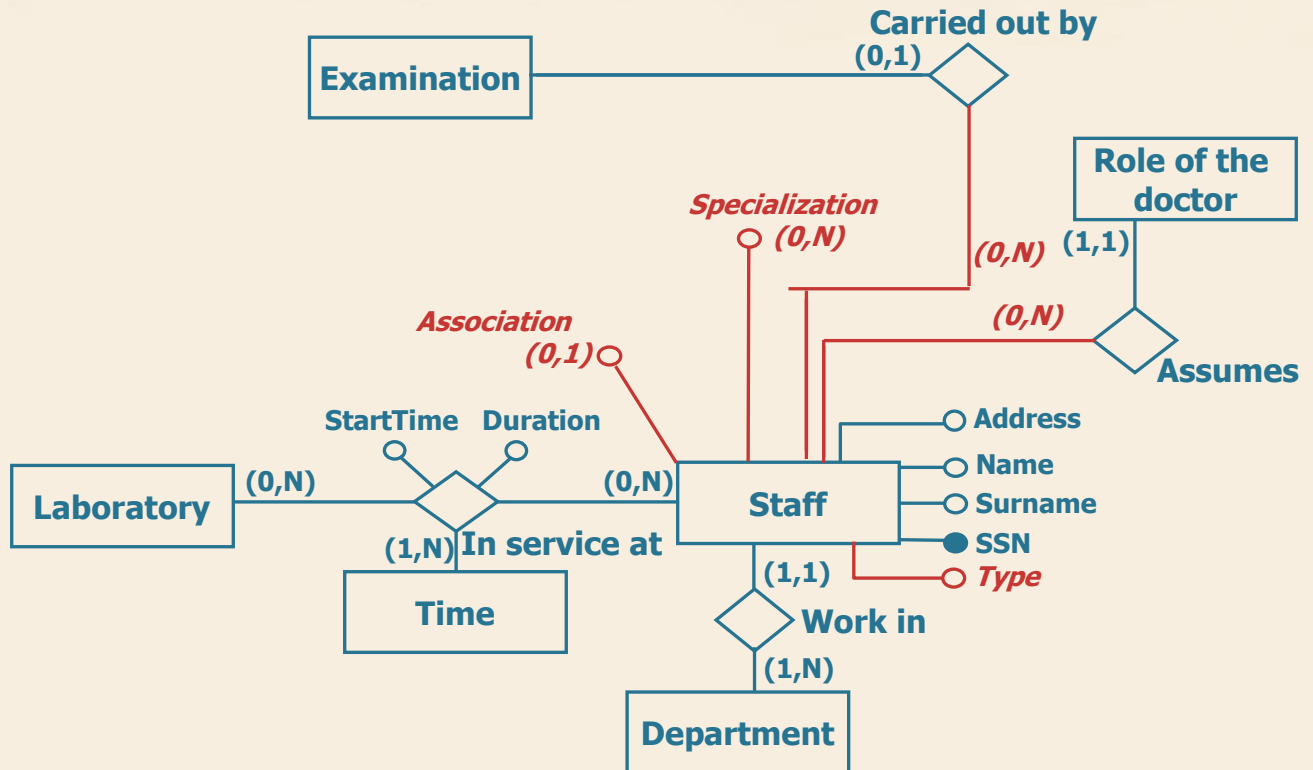 Carried out by
(0,1)
Examination
Role of the
doctor
Specialization
(0,N)
(1,1)
(0,N)
(0,N)
Association
(0,1)
Assumes
StartTime
Duration
Address
Name
Surname
SSN
Type
(0,N)
(0,N)
Laboratory
Staff
(1,N)
In service at
(1,1)
Time
Work in
(1,N)
Department